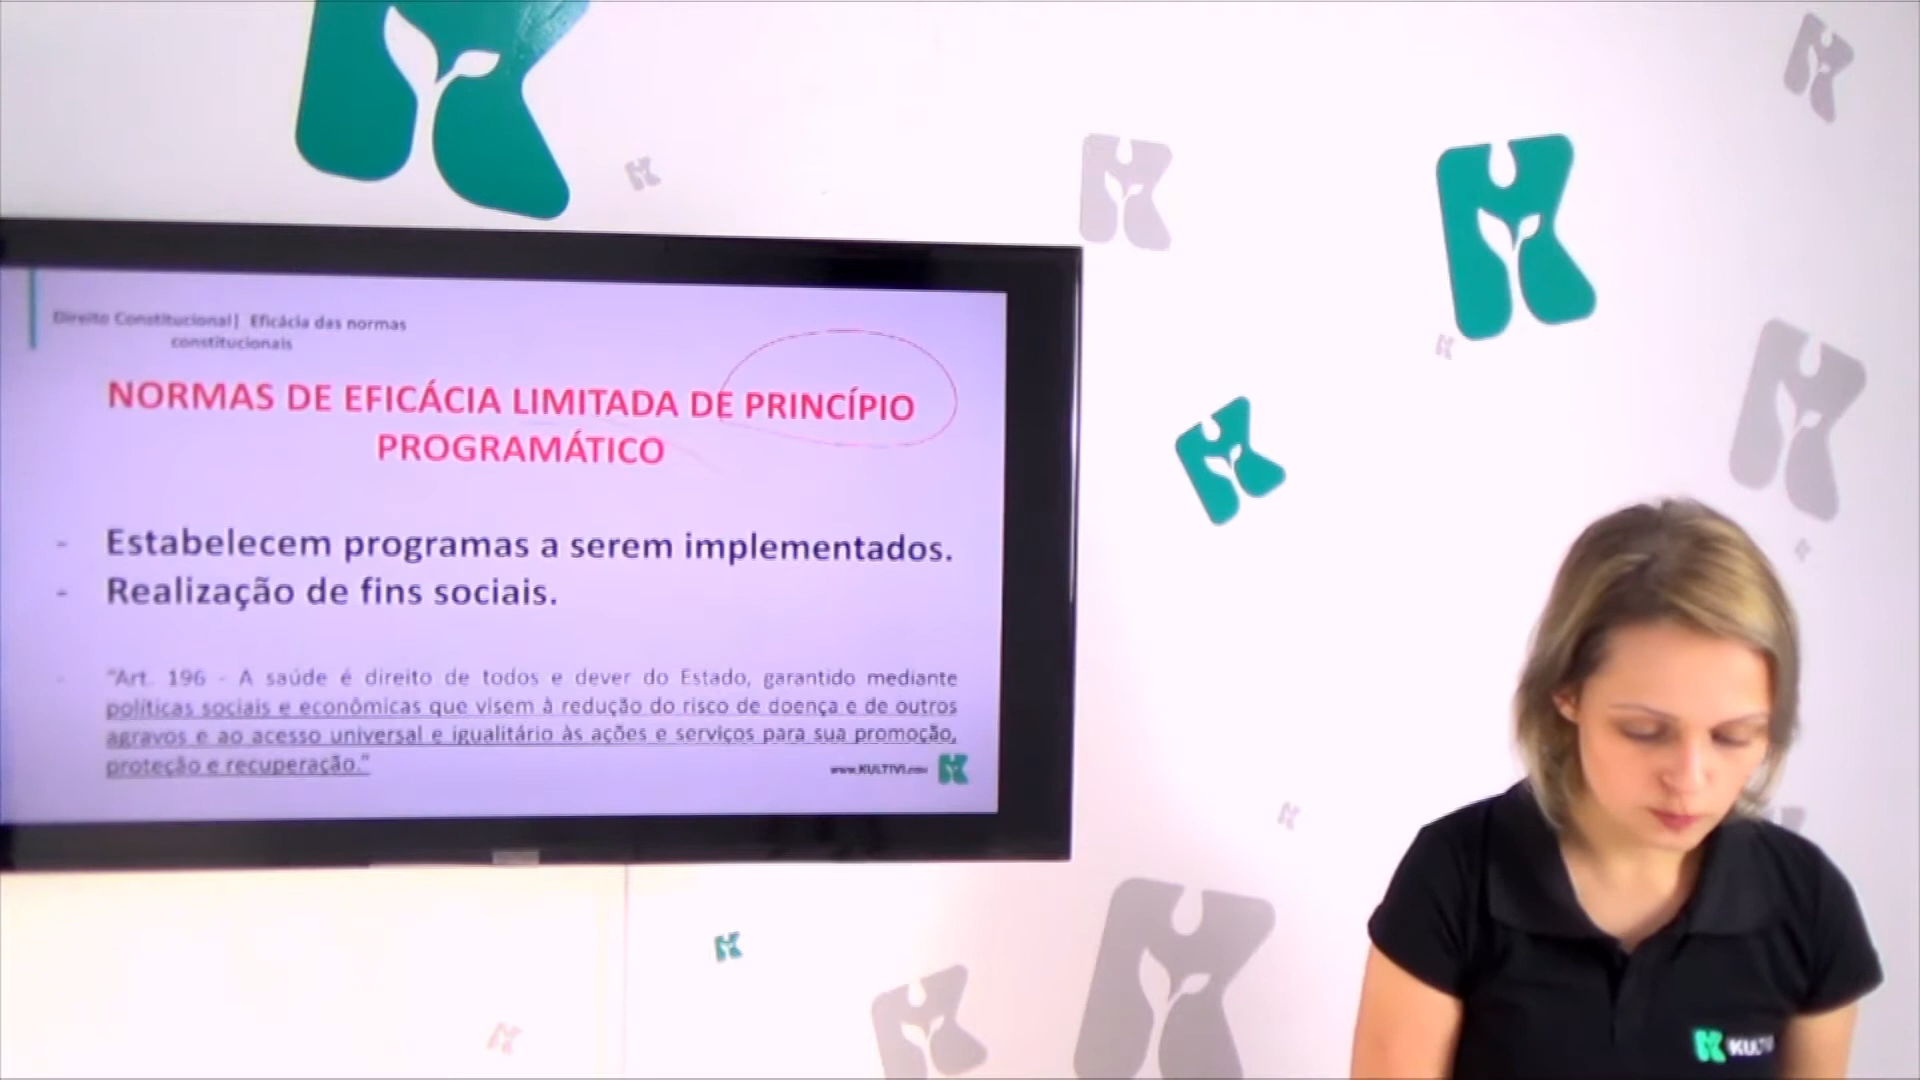 Direito Constitucional| Eficácia das normas
constitucionais
NORMAS DE EFICÁCIA LIMITADA DE PRINCÍPIO
PROGRAMÁTICO
- Estabelecem programas a serem implementados.
- Realização de fins sociais.
- "Art. 196 - A saúde é direito de todos e dever do Estado, garantido mediante
políticas sociais e econômicas que visem à redução do risco de doença e de outros
agravos e ao acesso universal e igualitário às ações e serviços para sua promoção,
proteção e recuperação."
www.KULTIVI.com